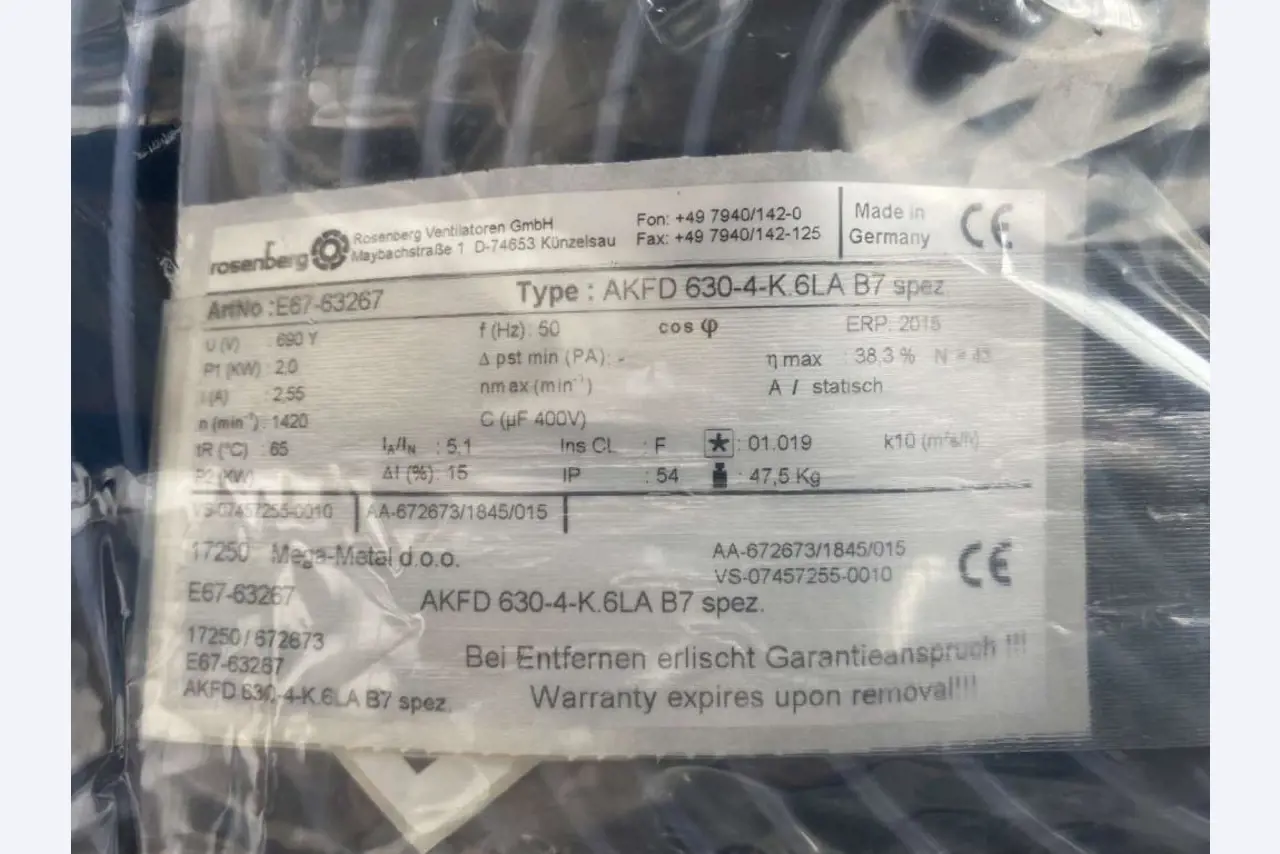 rosenberg
Rosenberg Ventilatoren GmbH
Maybachstraße 1 D-74653 Künzelsau
Fon: +49 7940/142-0
Fax: +49 7940/142-125
Made in
Germany
CE
ArtNo : E67-63267
Type : AKFD 630-4-K.6LA B7 spez.
U (V) : 690 Y
f (Hz): 50
cos φ
ERP: 2015
P1 (KW) : 2,0
Δ pst min (PA): -
η max : 38,3 % N = 43
I (A) : 2,55
nmax (min⁻¹)
A / statisch
n (min⁻¹) : 1420
C (µF 400V)
tR (°C) : 65
IA/IN : 5.1
Ins Cl. : F
: 01.019
k10 (m²s/h)
P2 (KW)
ΔI (%): 15
IP : 54
: 47,5 Kg
VS-07457255-0010
AA-672673/1845/015
17250 Mega-Metal d.o.o.
AA-672673/1845/015
VS-07457255-0010
CE
E67-63267
AKFD 630-4-K.6LA B7 spez.
17250 / 672673
E67-63267
AKFD 630-4-K.6LA B7 spez.
Bei Entfernen erlischt Garantieanspruch !!!
Warranty expires upon removal!!!